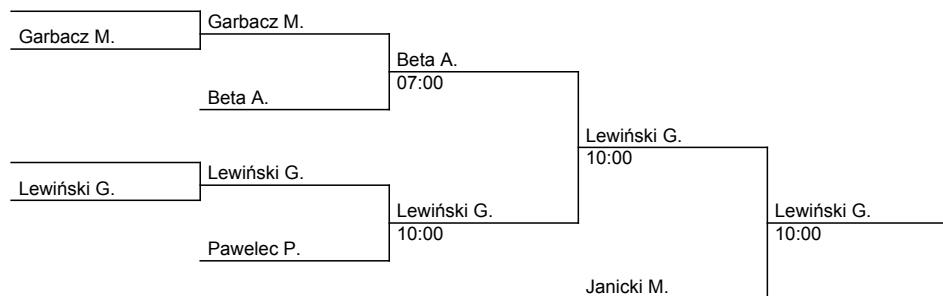 Garbacz M.
Garbacz M.
Beta A.
07:00
Beta A.
Lewiński G.
10:00
Lewiński G.
Lewiński G.
Lewiński G.
10:00
Lewiński G.
10:00
Pawelec P.
Janicki M.